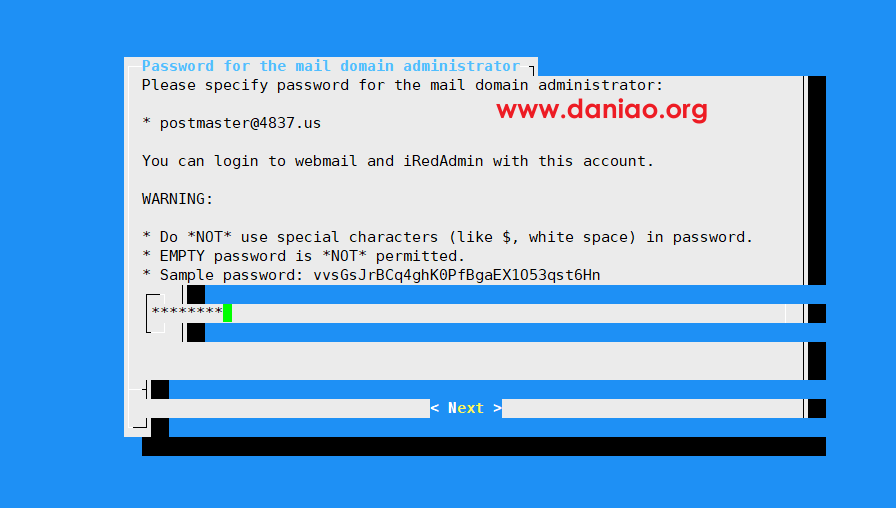 Password for the mail domain administrator
Please specify password for the mail domain administrator:
www.daniao.org
* postmaster@4837.us
You can login to webmail and iRedAdmin with this account.
WARNING:
* Do *NOT* use special characters (like $, white space) in password.
* EMPTY password is *NOT* permitted.
* Sample password: vvsGsJrBCq4ghK0PfBgaEX1O53qst6Hn
********
< Next >